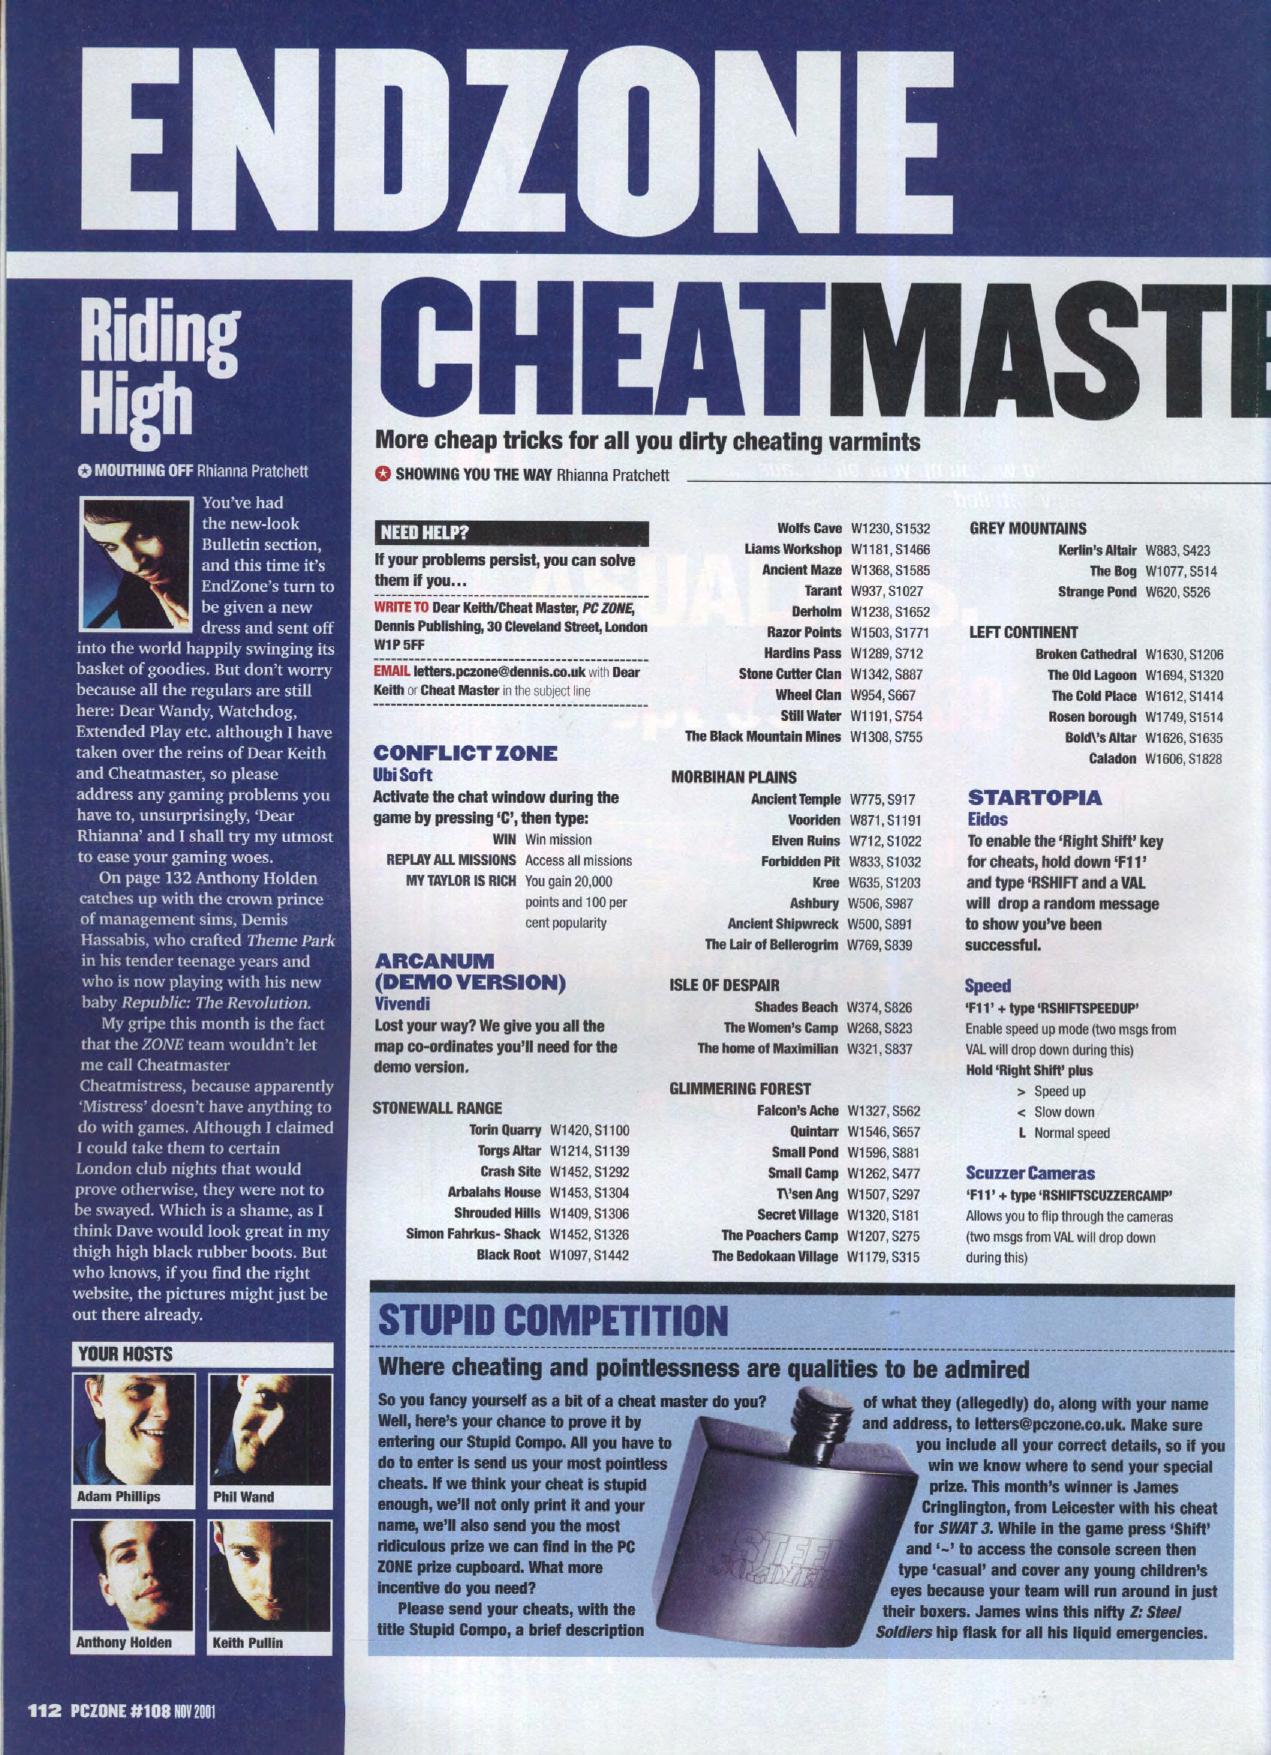 ENDZONE
Riding
High
MOUTHING OFF Rhianna Pratchett
You've had
the new-look
Bulletin section,
and this time it's
EndZone's turn to
be given a new
dress and sent off
into the world happily swinging its
basket of goodies. But don't worry
because all the regulars are still
here: Dear Wandy, Watchdog,
Extended Play etc. although I have
taken over the reins of Dear Keith
and Cheatmaster, so please
address any gaming problems you
have to, unsurprisingly, 'Dear
Rhianna' and I shall try my utmost
to ease your gaming woes.
On page 132 Anthony Holden
catches up with the crown prince
of management sims, Demis
Hassabis, who crafted Theme Park
in his tender teenage years and
who is now playing with his new
baby Republic: The Revolution.
My gripe this month is the fact
that the ZONE team wouldn't let
me call Cheatmaster
Cheatmistress, because apparently
'Mistress' doesn't have anything to
do with games. Although I claimed
I could take them to certain
London club nights that would
prove otherwise, they were not to
be swayed. Which is a shame, as I
think Dave would look great in my
thigh high black rubber boots. But
who knows, if you find the right
website, the pictures might just be
out there already.
YOUR HOSTS
Adam Phillips
Phil Wand
Anthony Holden
Keith Pullin
CHEATMASTE
More cheap tricks for all you dirty cheating varmints
SHOWING YOU THE WAY Rhianna Pratchett
NEED HELP?
If your problems persist, you can solve
them if you...
WRITE TO Dear Keith/Cheat Master, PC ZONE,
Dennis Publishing, 30 Cleveland Street, London
W1P 5FF
EMAIL letters.pczone@dennis.co.uk with Dear
Keith or Cheat Master in the subject line
CONFLICT ZONE
Ubi Soft
Activate the chat window during the
game by pressing 'C', then type:
WIN Win mission
REPLAY ALL MISSIONS Access all missions
MY TAYLOR IS RICH You gain 20,000
points and 100 per
cent popularity
ARCANUM
(DEMO VERSION)
Vivendi
Lost your way? We give you all the
map co-ordinates you'll need for the
demo version.
STONEWALL RANGE
Torin Quarry W1420, S1100
Torgs Altar W1214, S1139
Crash Site W1452, S1292
Arbalahs House W1453, S1304
Shrouded Hills W1409, S1306
Simon Fahrkus- Shack W1452, S1326
Black Root W1097, S1442
Wolfs Cave W1230, S1532
Liams Workshop W1181, S1466
Ancient Maze W1368, S1585
Tarant W937, S1027
Derholm W1238, S1652
Razor Points W1503, S1771
Hardins Pass W1289, S712
Stone Cutter Clan W1342, S887
Wheel Clan W954, S667
Still Water W1191, S754
The Black Mountain Mines W1308, S755
MORBIHAN PLAINS
Ancient Temple W775, S917
Vooriden W871, S1191
Elven Ruins W712, S1022
Forbidden Pit W833, S1032
Kree W635, S1203
Ashbury W506, S987
Ancient Shipwreck W500, S891
The Lair of Bellerogrim W769, S839
ISLE OF DESPAIR
Shades Beach W374, S826
The Women's Camp W268, S823
The home of Maximilian W321, S837
GLIMMERING FOREST
Falcon's Ache W1327, S562
Quintarr W1546, S657
Small Pond W1596, S881
Small Camp W1262, S477
T\'sen Ang W1507, S297
Secret Village W1320, S181
The Poachers Camp W1207, S275
The Bedokaan Village W1179, S315
GREY MOUNTAINS
Kerlin's Altair W883, S423
The Bog W1077, S514
Strange Pond W620, S526
LEFT CONTINENT
Broken Cathedral W1630, S1206
The Old Lagoon W1694, S1320
The Cold Place W1612, S1414
Rosen borough W1749, S1514
Bold\'s Altar W1626, S1635
Caladon W1606, S1828
STARTOPIA
Eidos
To enable the 'Right Shift' key
for cheats, hold down 'F11'
and type 'RSHIFT and a VAL
will drop a random message
to show you've been
successful.
Speed
'F11' + type 'RSHIFTSPEEDUP'
Enable speed up mode (two msgs from
VAL will drop down during this)
Hold 'Right Shift' plus
> Speed up
< Slow down
L Normal speed
Scuzzer Cameras
'F11' + type 'RSHIFTSCUZZERCAMP'
Allows you to flip through the cameras
(two msgs from VAL will drop down
during this)
STUPID COMPETITION
Where cheating and pointlessness are qualities to be admired
So you fancy yourself as a bit of a cheat master do you?
Well, here's your chance to prove it by
entering our Stupid Compo. All you have to
do to enter is send us your most pointless
cheats. If we think your cheat is stupid
enough, we'll not only print it and your
name, we'll also send you the most
ridiculous prize we can find in the PC
ZONE prize cupboard. What more
incentive do you need?
Please send your cheats, with the
title Stupid Compo, a brief description
of what they (allegedly) do, along with your name
and address, to letters@pczone.co.uk. Make sure
you include all your correct details, so if you
win we know where to send your special
prize. This month's winner is James
Cringlington, from Leicester with his cheat
for SWAT 3. While in the game press 'Shift'
and '~' to access the console screen then
type 'casual' and cover any young children's
eyes because your team will run around in just
their boxers. James wins this nifty Z: Steel
Soldiers hip flask for all his liquid emergencies.
STEEL
SOLDIERS
112 PCZONE #108 NOV 2001